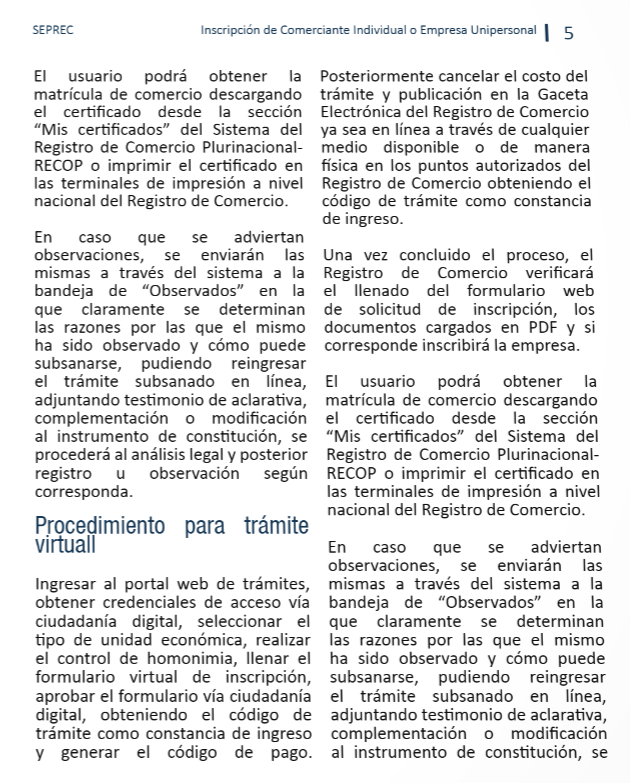 SEPREC
Inscripción de Comerciante Individual o Empresa Unipersonal | 5
El usuario podrá obtener la
matrícula de comercio descargando
el certificado desde la sección
“Mis certificados” del Sistema del
Registro de Comercio Plurinacional-
RECOP o imprimir el certificado en
las terminales de impresión a nivel
nacional del Registro de Comercio.
En caso que se adviertan
observaciones, se enviarán las
mismas a través del sistema a la
bandeja de “Observados” en la
que claramente se determinan
las razones por las que el mismo
ha sido observado y cómo puede
subsanarse, pudiendo reingresar
el trámite subsanado en línea,
adjuntando testimonio de aclarativa,
complementación o modificación
al instrumento de constitución, se
procederá al análisis legal y posterior
registro u observación según
corresponda.
Procedimiento para trámite
virtuall
Ingresar al portal web de trámites,
obtener credenciales de acceso vía
ciudadanía digital, seleccionar el
tipo de unidad económica, realizar
el control de homonimia, llenar el
formulario virtual de inscripción,
aprobar el formulario vía ciudadanía
digital, obteniendo el código de
trámite como constancia de ingreso
y generar el código de pago.
Posteriormente cancelar el costo del
trámite y publicación en la Gaceta
Electrónica del Registro de Comercio
ya sea en línea a través de cualquier
medio disponible o de manera
física en los puntos autorizados del
Registro de Comercio obteniendo el
código de trámite como constancia
de ingreso.
Una vez concluido el proceso, el
Registro de Comercio verificará
el llenado del formulario web
de solicitud de inscripción, los
documentos cargados en PDF y si
corresponde inscribirá la empresa.
El usuario podrá obtener la
matrícula de comercio descargando
el certificado desde la sección
“Mis certificados” del Sistema del
Registro de Comercio Plurinacional-
RECOP o imprimir el certificado en
las terminales de impresión a nivel
nacional del Registro de Comercio.
En caso que se adviertan
observaciones, se enviarán las
mismas a través del sistema a la
bandeja de “Observados” en la
que claramente se determinan
las razones por las que el mismo
ha sido observado y cómo puede
subsanarse, pudiendo reingresar
el trámite subsanado en línea,
adjuntando testimonio de aclarativa,
complementación o modificación
al instrumento de constitución, se